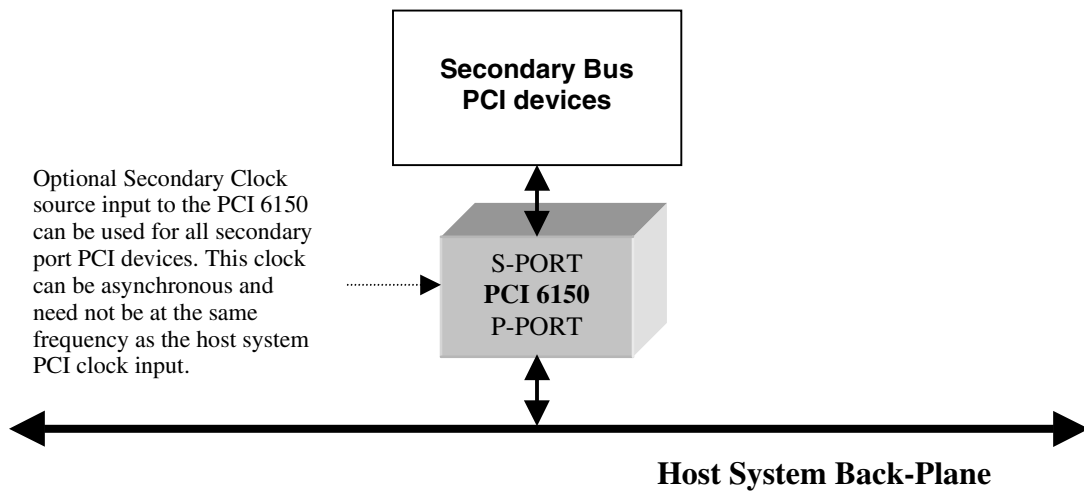 Secondary Bus
PCI devices
Optional Secondary Clock
source input to the PCI 6150
can be used for all secondary
port PCI devices. This clock
can be asynchronous and
need not be at the same
frequency as the host system
PCI clock input.
S-PORT
PCI 6150
P-PORT
Host System Back-Plane